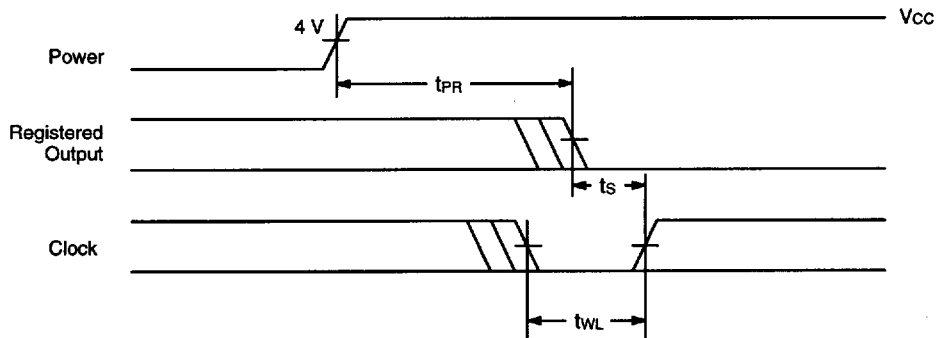 4 V
VCC
Power
tPR
Registered
Output
tS
Clock
tWL